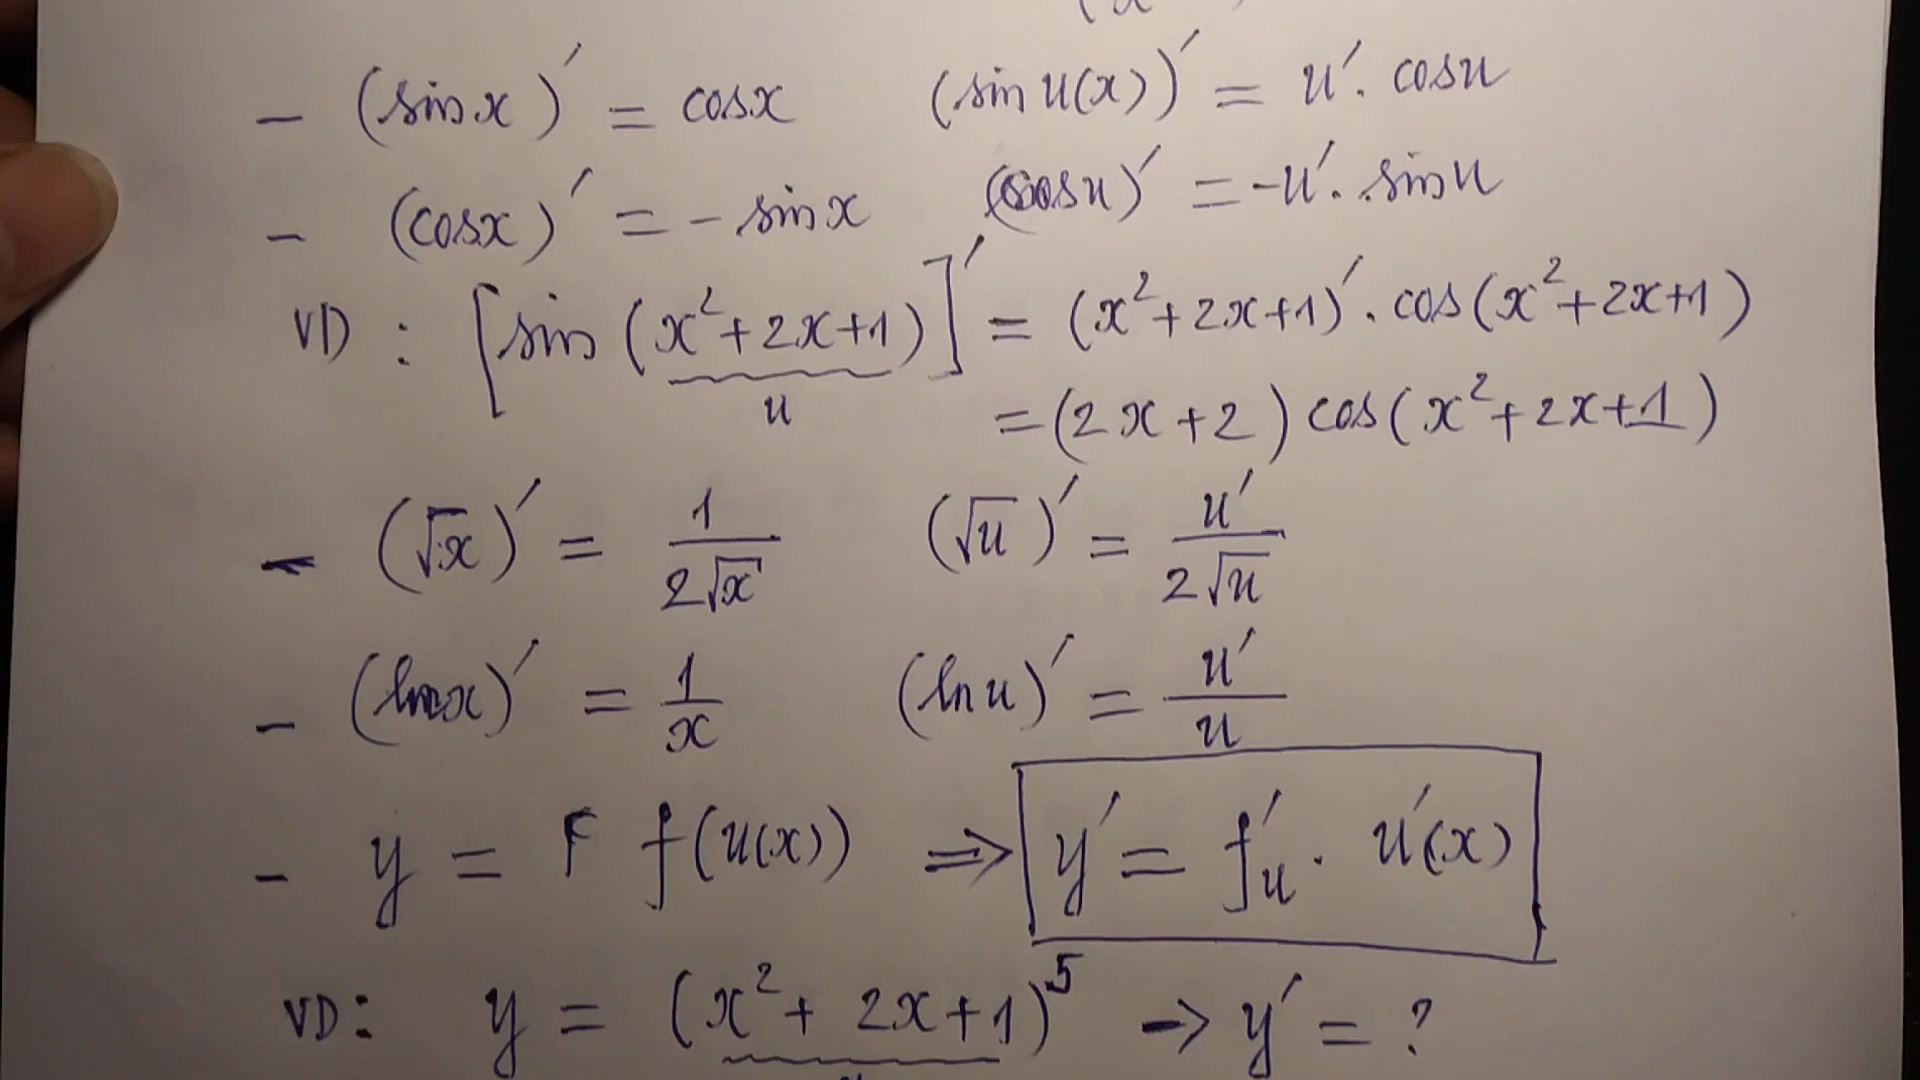 - (sin x)' = cos x (sin u(x))' = u'. cos u
- (cos x)' = - sin x (cos u)' = -u'. sin u
VD : [sin (x²+2x+1)]' = (x²+2x+1)'. cos(x²+2x+1)
u
= (2x+2) cos(x²+2x+1)
- (√x)' = 1/(2√x) (√u)' = u'/(2√u)
- (ln x)' = 1/x (ln u)' = u'/u
- y = F f(u(x)) => y' = f'ᵤ . u'(x)
VD: y = (x²+ 2x+1)⁵ -> y' = ?